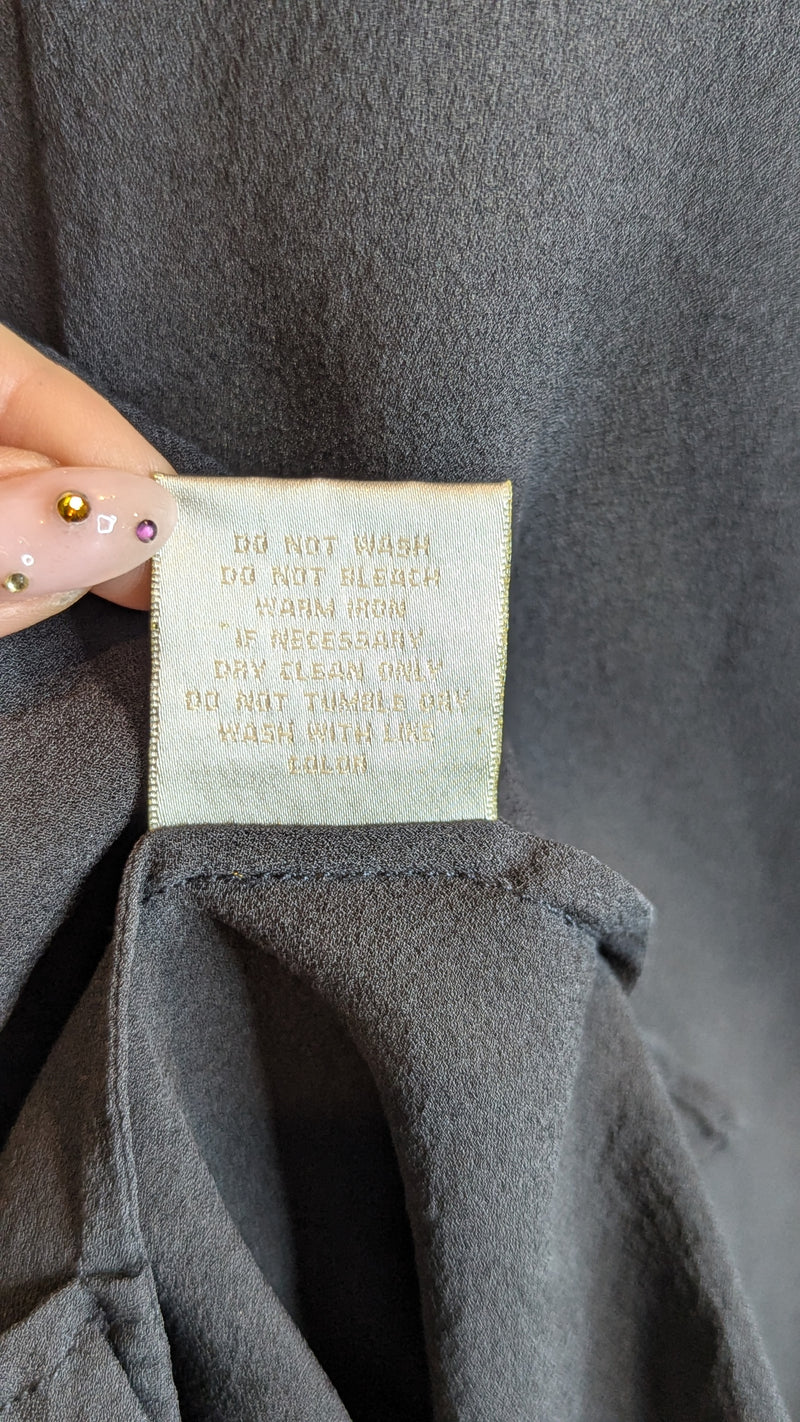 DO NOT WASH
DO NOT BLEACH
WARM IRON
IF NECESSARY
DRY CLEAN ONLY
DO NOT TUMBLE DRY
WASH WITH LIKE
COLOR